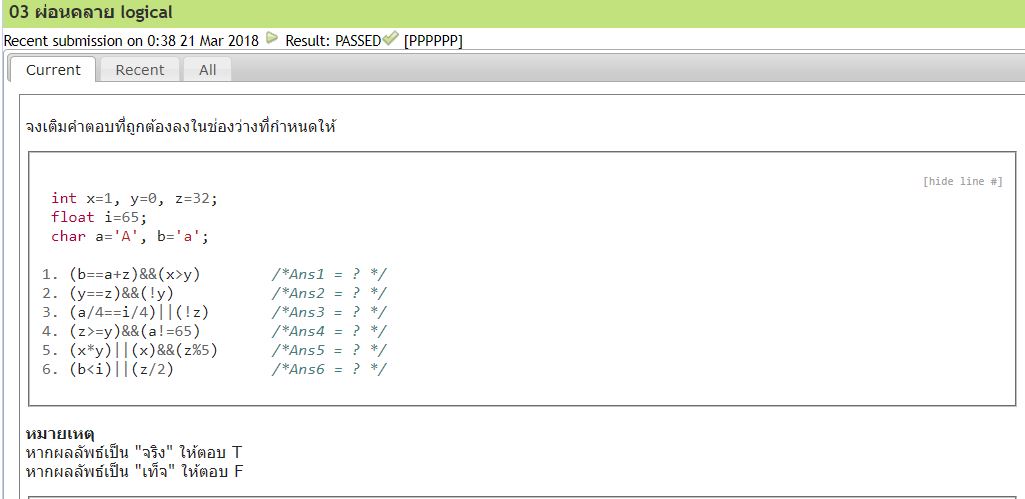 03 ผ่อนคลาย logical
Recent submission on 0:38 21 Mar 2018 Result: PASSED [PPPPPP]
Current Recent All
จงเติมคำตอบที่ถูกต้องลงในช่องว่างที่กำหนดให้
[hide line #]
int x=1, y=0, z=32;
float i=65;
char a='A', b='a';
1. (b==a+z)&&(x>y) /*Ans1 = ? */
2. (y==z)&&(!y) /*Ans2 = ? */
3. (a/4==i/4)||(!z) /*Ans3 = ? */
4. (z>=y)&&(a!=65) /*Ans4 = ? */
5. (x*y)||(x)&&(z%5) /*Ans5 = ? */
6. (b<i)||(z/2) /*Ans6 = ? */
หมายเหตุ
หากผลลัพธ์เป็น "จริง" ให้ตอบ T
หากผลลัพธ์เป็น "เท็จ" ให้ตอบ F